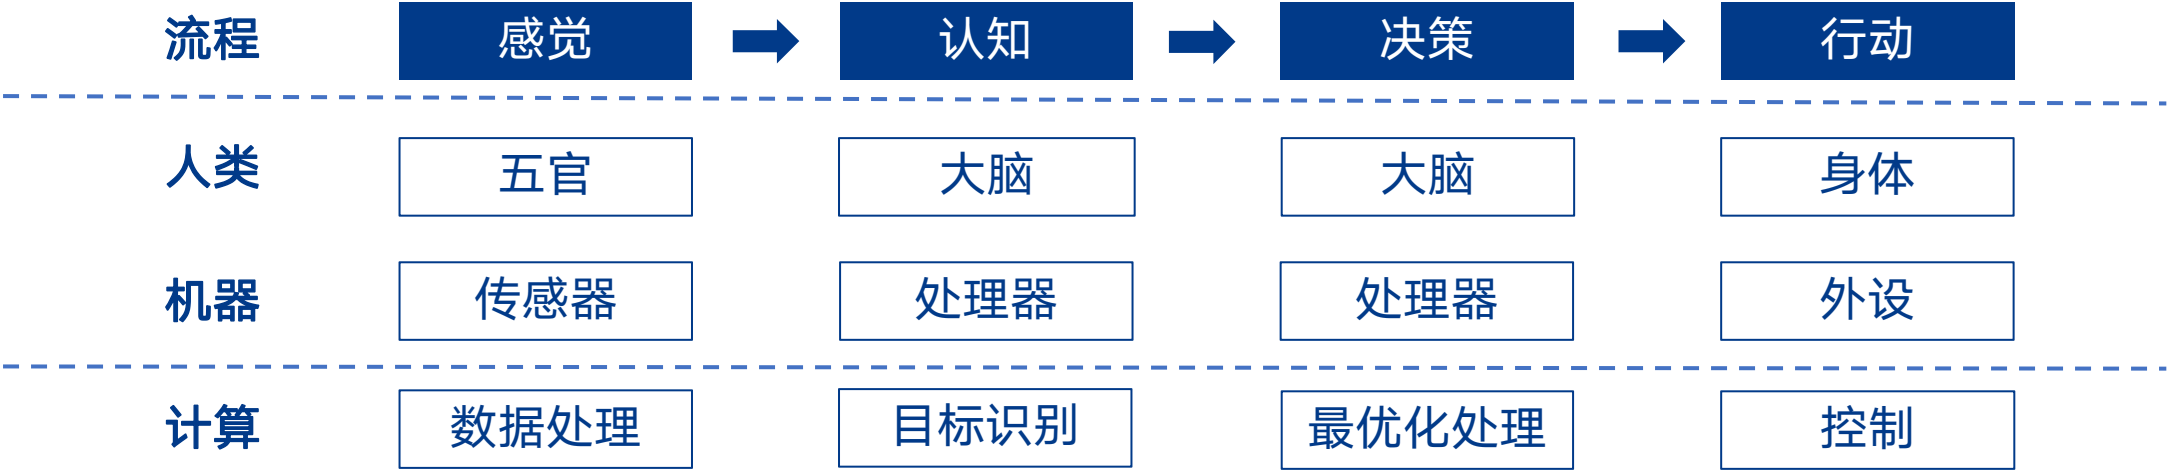 流程 感觉 认知 决策 行动
人类 五官 大脑 大脑 身体
机器 传感器 处理器 处理器 外设
计算 数据处理 目标识别 最优化处理 控制